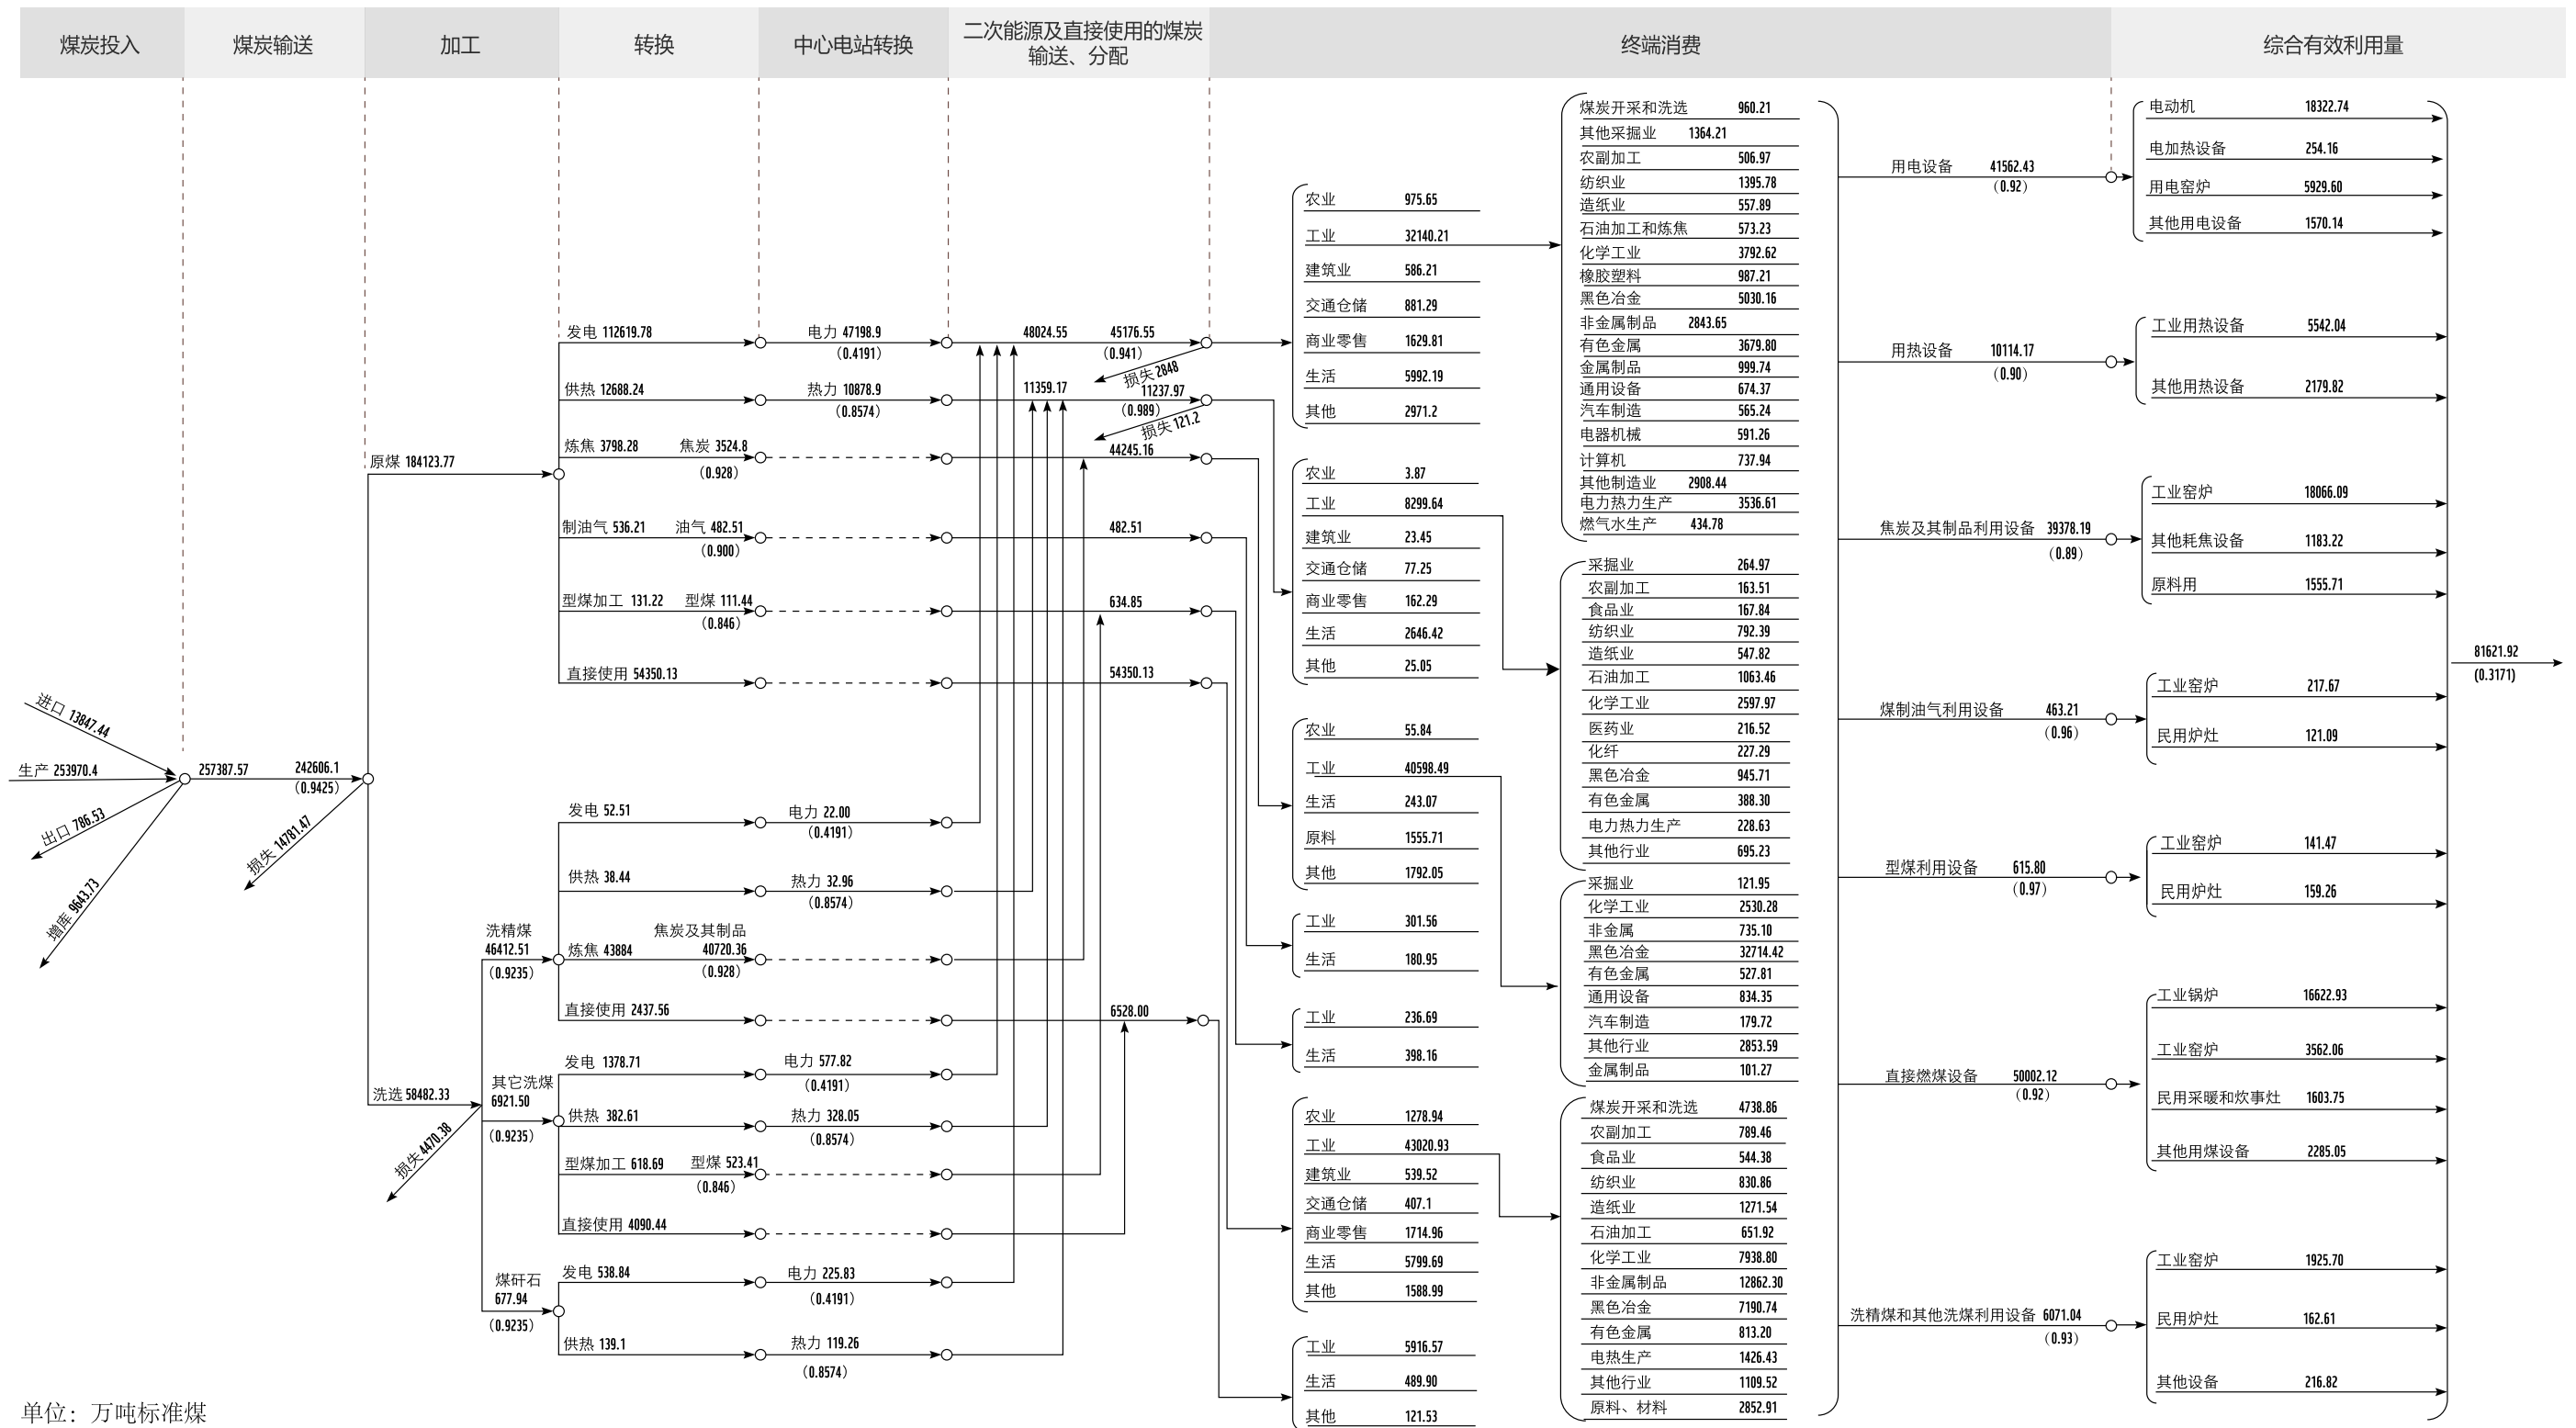 煤炭投入
煤炭输送
加工
转换
中心电站转换
二次能源及直接使用的煤炭
输送、分配
终端消费
综合有效利用量
进口 13847.44
生产 253970.4
出口 786.53
增库 9643.73
257387.57
242606.1
(0.9425)
损失 14781.47
原煤 184123.77
洗选 58482.33
损失 4470.38
洗精煤
46412.51
(0.9235)
其它洗煤
6921.50
(0.9235)
煤矸石
677.94
(0.9235)
发电 112619.78
供热 12688.24
炼焦 3798.28
焦炭 3524.8
(0.928)
制油气 536.21
油气 482.51
(0.900)
型煤加工 131.22
型煤 111.44
(0.846)
直接使用 54350.13
发电 52.51
供热 38.44
炼焦 43884
焦炭及其制品
40720.36
(0.928)
直接使用 2437.56
发电 1378.71
供热 382.61
型煤加工 618.69
型煤 523.41
(0.846)
直接使用 4090.44
发电 538.84
供热 139.1
电力 47198.9
(0.4191)
热力 10878.9
(0.8574)
电力 22.00
(0.4191)
热力 32.96
(0.8574)
电力 577.82
(0.4191)
热力 328.05
(0.8574)
电力 225.83
(0.4191)
热力 119.26
(0.8574)
48024.55
45176.55
(0.941)
损失 2848
11359.17
11237.97
(0.989)
损失 121.2
44245.16
482.51
634.85
54350.13
6528.00
农业 975.65
工业 32140.21
建筑业 586.21
交通仓储 881.29
商业零售 1629.81
生活 5992.19
其他 2971.2
农业 3.87
工业 8299.64
建筑业 23.45
交通仓储 77.25
商业零售 162.29
生活 2646.42
其他 25.05
农业 55.84
工业 40598.49
生活 243.07
原料 1555.71
其他 1792.05
工业 301.56
生活 180.95
工业 236.69
生活 398.16
农业 1278.94
工业 43020.93
建筑业 539.52
交通仓储 407.1
商业零售 1714.96
生活 5799.69
其他 1588.99
工业 5916.57
生活 489.90
其他 121.53
煤炭开采和洗选 960.21
其他采掘业 1364.21
农副加工 506.97
纺织业 1395.78
造纸业 557.89
石油加工和炼焦 573.23
化学工业 3792.62
橡胶塑料 987.21
黑色冶金 5030.16
非金属制品 2843.65
有色金属 3679.80
金属制品 999.74
通用设备 674.37
汽车制造 565.24
电器机械 591.26
计算机 737.94
其他制造业 2908.44
电力热力生产 3536.61
燃气水生产 434.78
采掘业 264.97
农副加工 163.51
食品业 167.84
纺织业 792.39
造纸业 547.82
石油加工 1063.46
化学工业 2597.97
医药业 216.52
化纤 227.29
黑色冶金 945.71
有色金属 388.30
电力热力生产 228.63
其他行业 695.23
采掘业 121.95
化学工业 2530.28
非金属 735.10
黑色冶金 32714.42
有色金属 527.81
通用设备 834.35
汽车制造 179.72
其他行业 2853.59
金属制品 101.27
煤炭开采和洗选 4738.86
农副加工 789.46
食品业 544.38
纺织业 830.86
造纸业 1271.54
石油加工 651.92
化学工业 7938.80
非金属制品 12862.30
黑色冶金 7190.74
有色金属 813.20
电热生产 1426.43
其他行业 1109.52
原料、材料 2852.91
用电设备 41562.43
(0.92)
用热设备 10114.17
(0.90)
焦炭及其制品利用设备 39378.19
(0.89)
煤制油气利用设备 463.21
(0.96)
型煤利用设备 615.80
(0.97)
直接燃煤设备 50002.12
(0.92)
洗精煤和其他洗煤利用设备 6071.04
(0.93)
电动机 18322.74
电加热设备 254.16
用电窑炉 5929.60
其他用电设备 1570.14
工业用热设备 5542.04
其他用热设备 2179.82
工业窑炉 18066.09
其他耗焦设备 1183.22
原料用 1555.71
工业窑炉 217.67
民用炉灶 121.09
工业窑炉 141.47
民用炉灶 159.26
工业锅炉 16622.93
工业窑炉 3562.06
民用采暖和炊事灶 1603.75
其他用煤设备 2285.05
工业窑炉 1925.70
民用炉灶 162.61
其他设备 216.82
81621.92
(0.3171)
单位：万吨标准煤